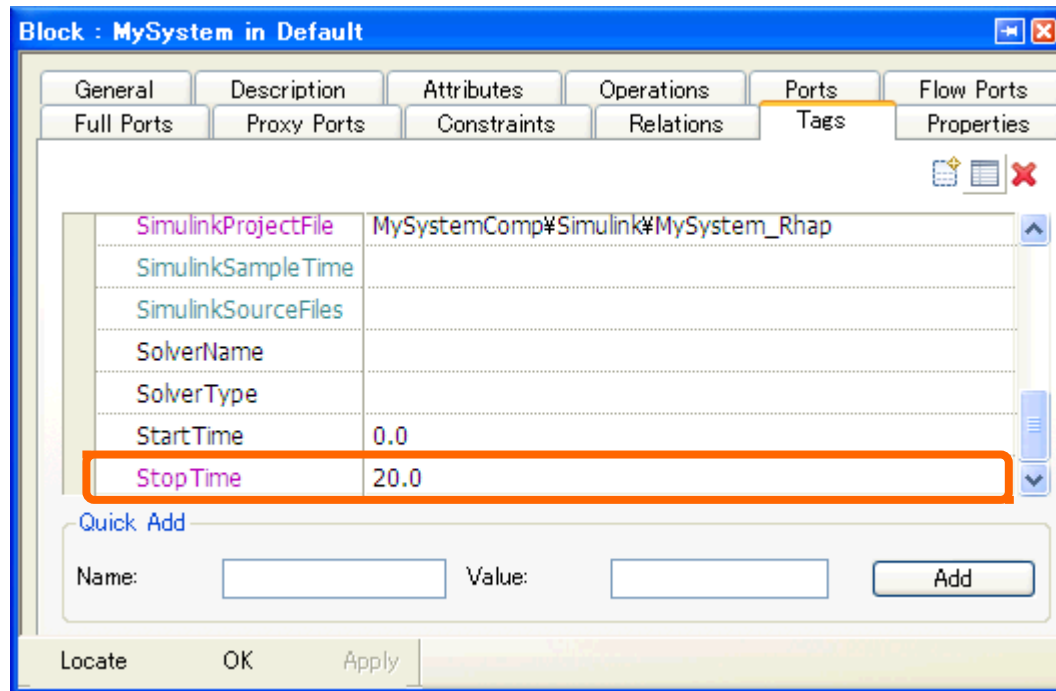 Block : MySystem in Default
General Description Attributes Operations Ports Flow Ports
Full Ports Proxy Ports Constraints Relations Tags Properties
SimulinkProjectFile MySystemComp¥Simulink¥MySystem_Rhap
SimulinkSampleTime
SimulinkSourceFiles
SolverName
SolverType
StartTime 0.0
StopTime 20.0
Quick Add
Name: Value: Add
Locate OK Apply